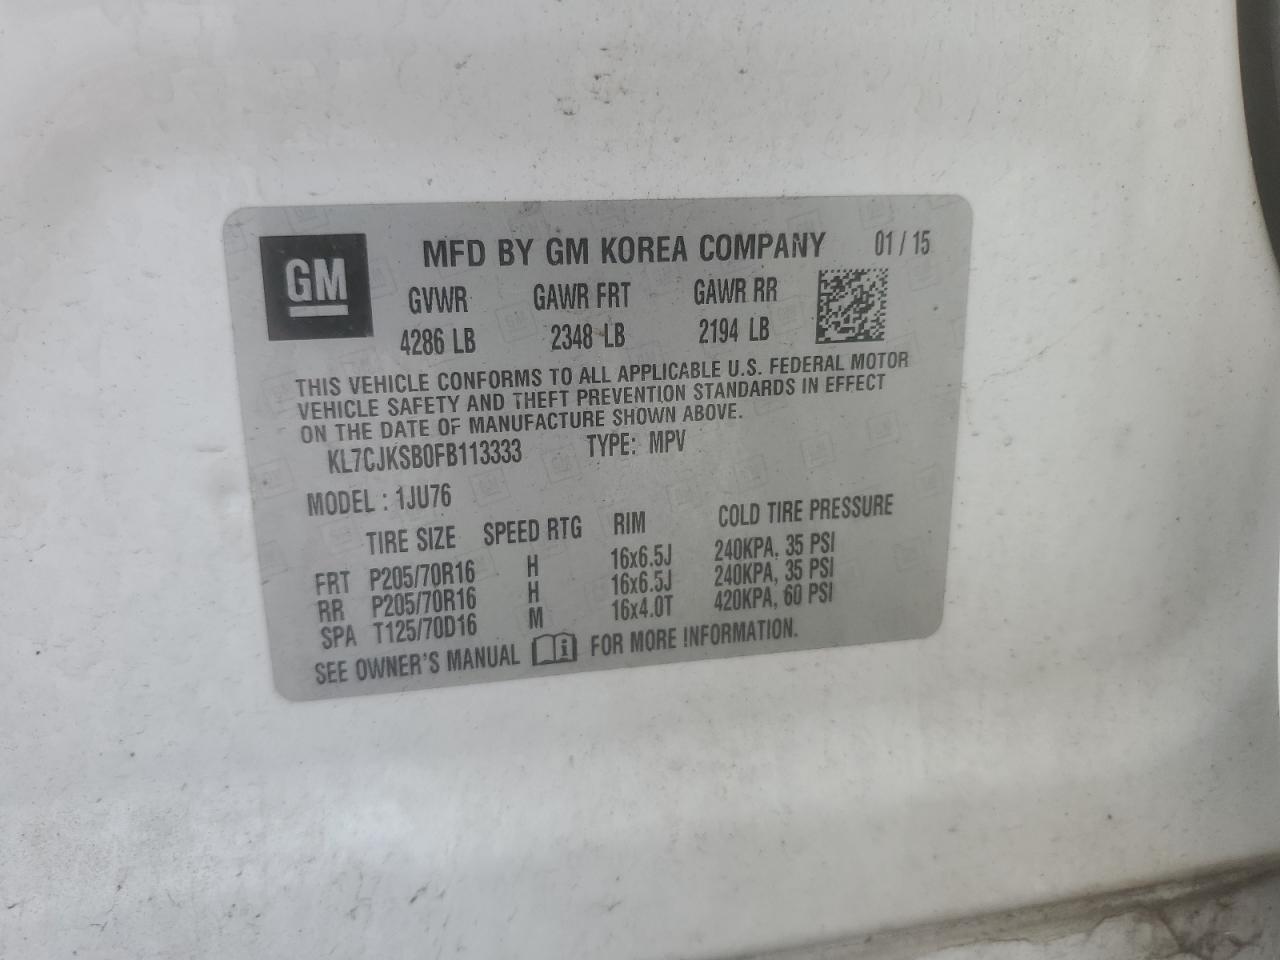 GM
MFD BY GM KOREA COMPANY 01 / 15
GVWR GAWR FRT GAWR RR
4286 LB 2348 LB 2194 LB
THIS VEHICLE CONFORMS TO ALL APPLICABLE U.S. FEDERAL MOTOR
VEHICLE SAFETY AND THEFT PREVENTION STANDARDS IN EFFECT
ON THE DATE OF MANUFACTURE SHOWN ABOVE.
KL7CJKSB0FB113333 TYPE: MPV
MODEL : 1JU76
TIRE SIZE SPEED RTG RIM COLD TIRE PRESSURE
FRT P205/70R16 H 16x6.5J 240KPA, 35 PSI
RR P205/70R16 H 16x6.5J 240KPA, 35 PSI
SPA T125/70D16 M 16x4.0T 420KPA, 60 PSI
SEE OWNER'S MANUAL i FOR MORE INFORMATION.